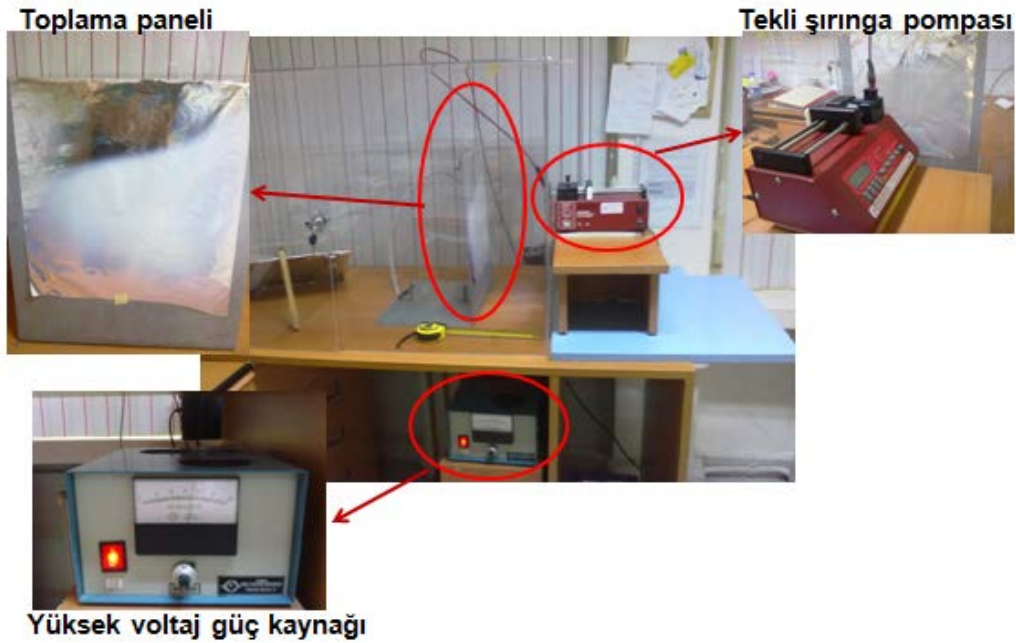 Toplama paneli
Tekli şırınga pompası
Yüksek voltaj güç kaynağı